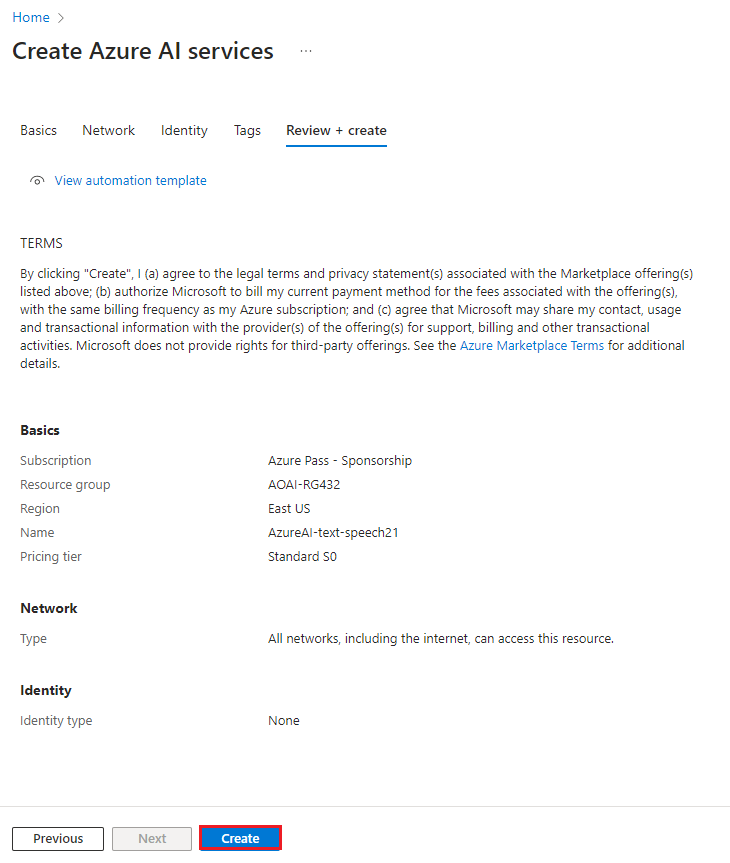 Home
Create Azure AI services ...
Basics Network Identity Tags Review + create
View automation template
TERMS
By clicking "Create", I (a) agree to the legal terms and privacy statement(s) associated with the Marketplace offering(s)
listed above; (b) authorize Microsoft to bill my current payment method for the fees associated with the offering(s),
with the same billing frequency as my Azure subscription; and (c) agree that Microsoft may share my contact, usage
and transactional information with the provider(s) of the offering(s) for support, billing and other transactional
activities. Microsoft does not provide rights for third-party offerings. See the Azure Marketplace Terms for additional
details.
Basics
Subscription Azure Pass - Sponsorship
Resource group AOAI-RG432
Region East US
Name AzureAI-text-speech21
Pricing tier Standard S0
Network
Type All networks, including the internet, can access this resource.
Identity
Identity type None
Previous Next Create